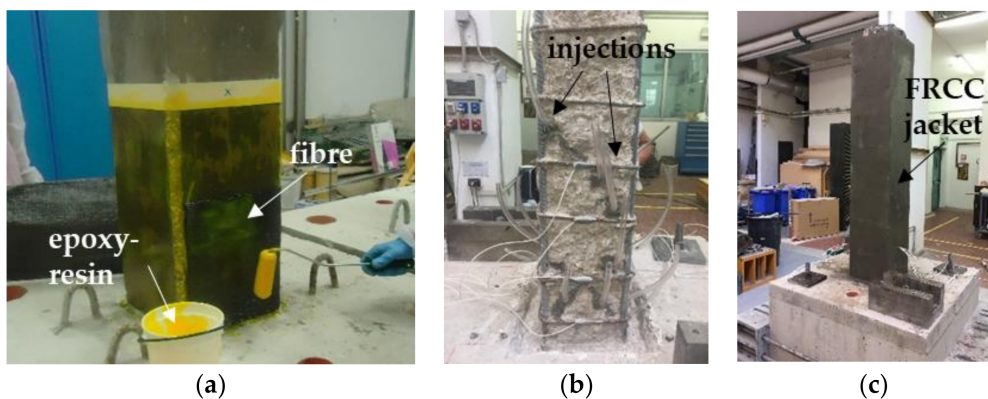 x
fibre
epoxy-
resin
injections
FRCC
jacket
(a)
(b)
(c)